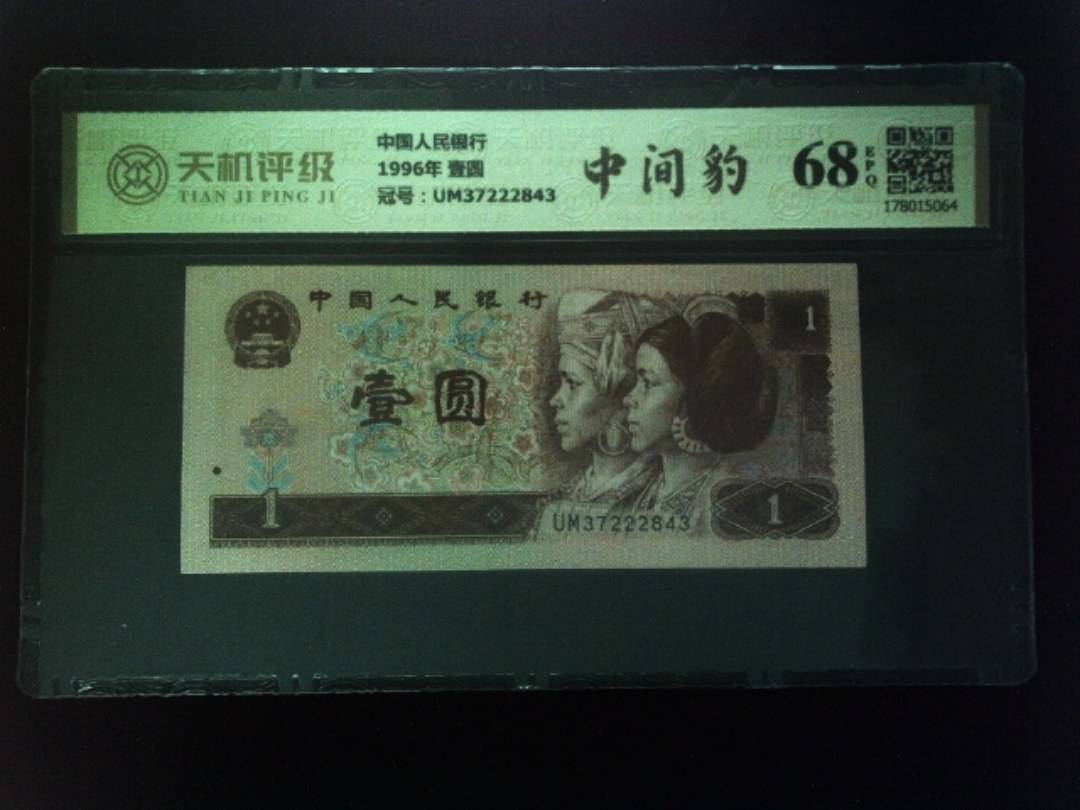 天机评级
TIAN JI PING JI
中国人民银行
1996年 壹圆
冠号：UM37222843
中间豹
68
EPQ
178015064
中国人民银行
1
壹圆
1
UM37222843
1